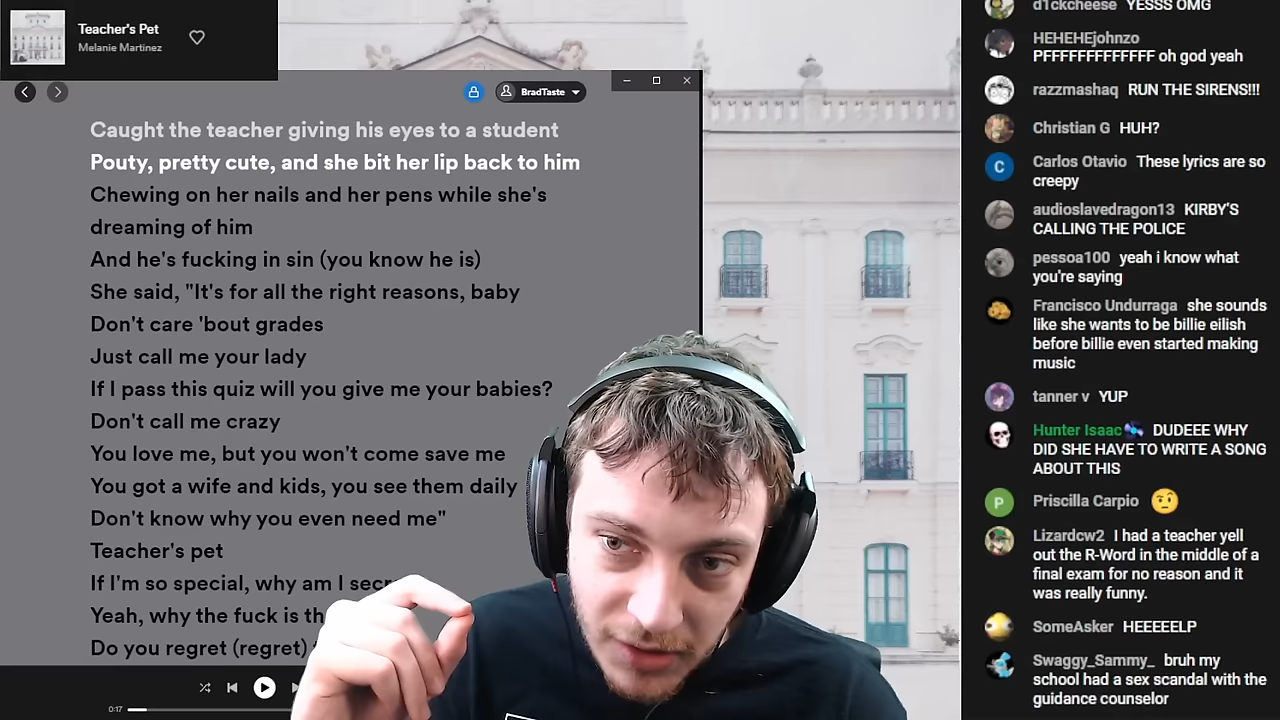 Teacher's Pet
Melanie Martinez
BradTaste
Caught the teacher giving his eyes to a student
Pouty, pretty cute, and she bit her lip back to him
Chewing on her nails and her pens while she's
dreaming of him
And he's fucking in sin (you know he is)
She said, "It's for all the right reasons, baby
Don't care 'bout grades
Just call me your lady
If I pass this quiz will you give me your babies?
Don't call me crazy
You love me, but you won't come save me
You got a wife and kids, you see them daily
Don't know why you even need me"
Teacher's pet
If I'm so special, why am I
Yeah, why the fuck is
Do you regret (regret)
0:17
d1ckcheese YESSS OMG
HEHEHEjohnzo
PFFFFFFFFFFFFF oh god yeah
razzmashaq RUN THE SIRENS!!!
Christian G HUH?
C
Carlos Otavio These lyrics are so
creepy
audioslavedragon13 KIRBY'S
CALLING THE POLICE
pessoa100 yeah i know what
you're saying
Francisco Undurraga she sounds
like she wants to be billie eilish
before billie even started making
music
tanner v YUP
Hunter Isaac DUDEEE WHY
DID SHE HAVE TO WRITE A SONG
ABOUT THIS
P
Priscilla Carpio 🤨
Lizardcw2 I had a teacher yell
out the R-Word in the middle of a
final exam for no reason and it
was really funny.
SomeAsker HEEEEELP
Swaggy_Sammy_ bruh my
school had a sex scandal with the
guidance counselor